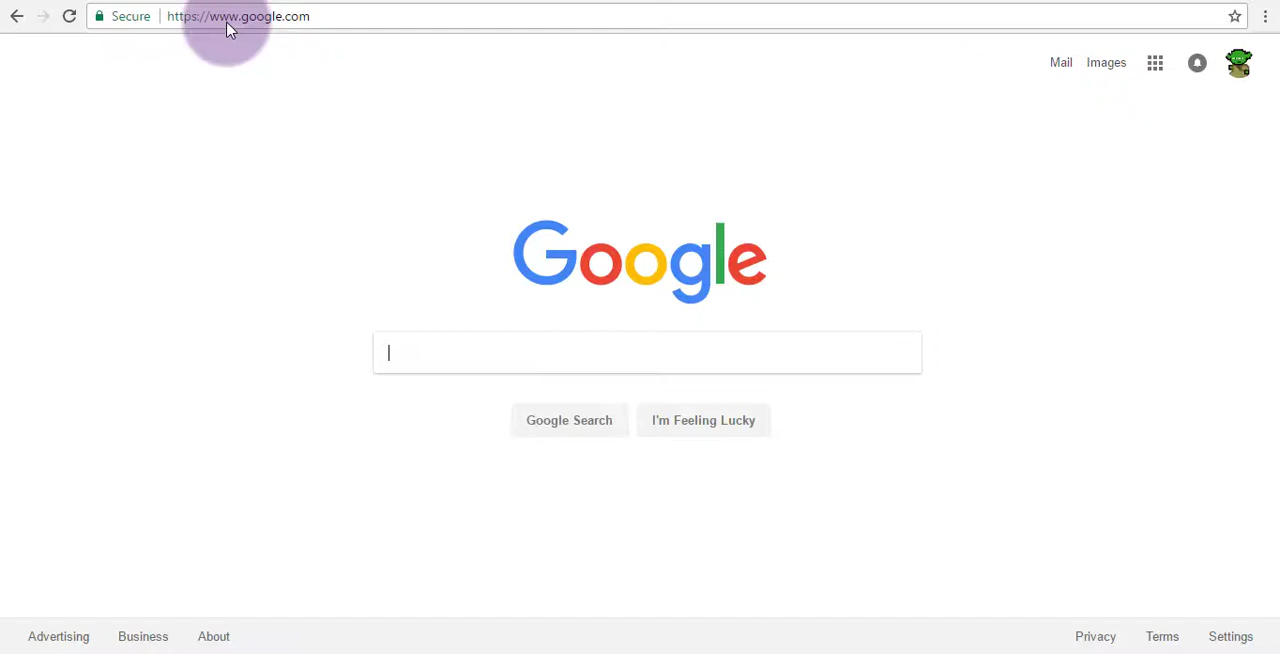 Secure https://www.google.com
Mail Images
Google
Google Search I'm Feeling Lucky
Advertising Business About Privacy Terms Settings